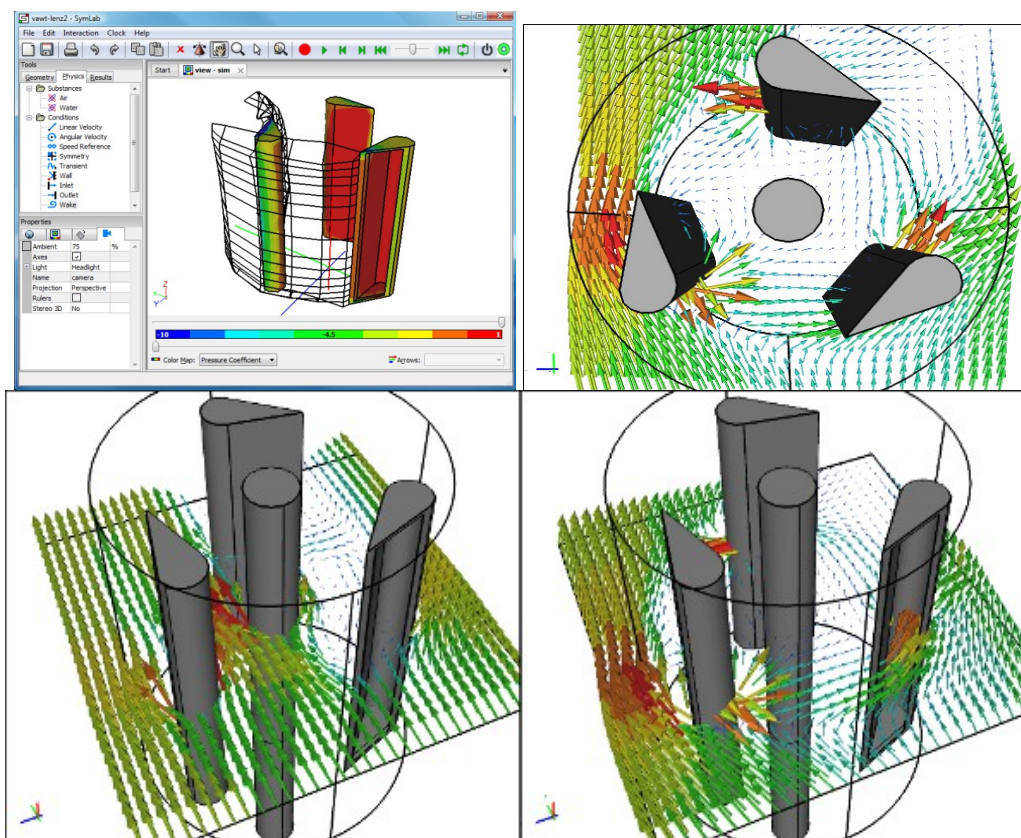 vawt-lenz2 - SymLab
File Edit Interaction Clock Help
Tools
Geometry Physics Results
Substances
Air
Water
Conditions
Linear Velocity
Angular Velocity
Speed Reference
Symmetry
Transient
Wall
Inlet
Outlet
Wake
Properties
Ambient 75 %
Axes
Light Headlight
Name camera
Projection Perspective
Rulers
Stereo 3D No
Start view - sim
Z
X
Y
-10 -4.5 1
Color Map: Pressure Coefficient Arrows: